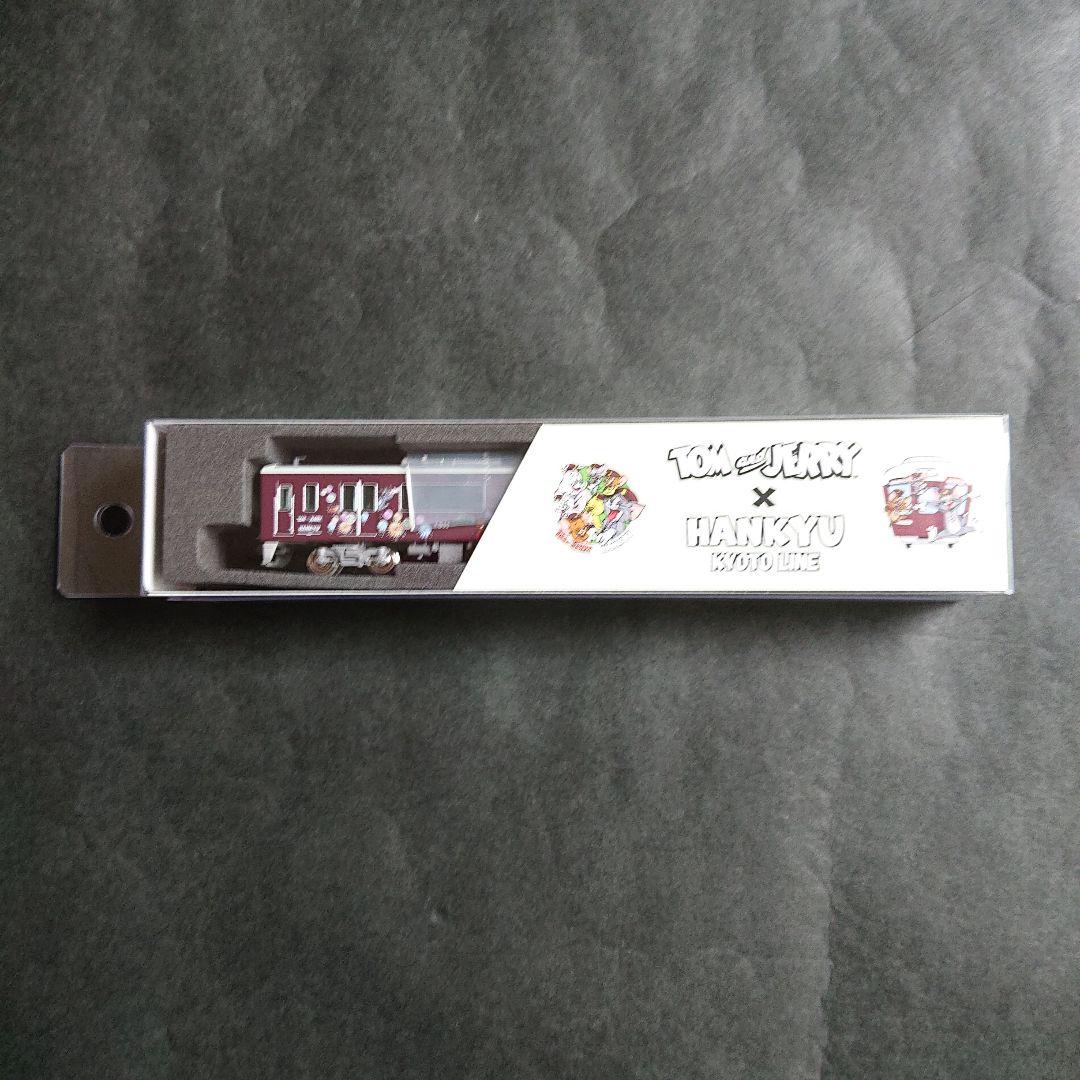 TOM and JERRY
×
HANKYU
KYOTO LINE